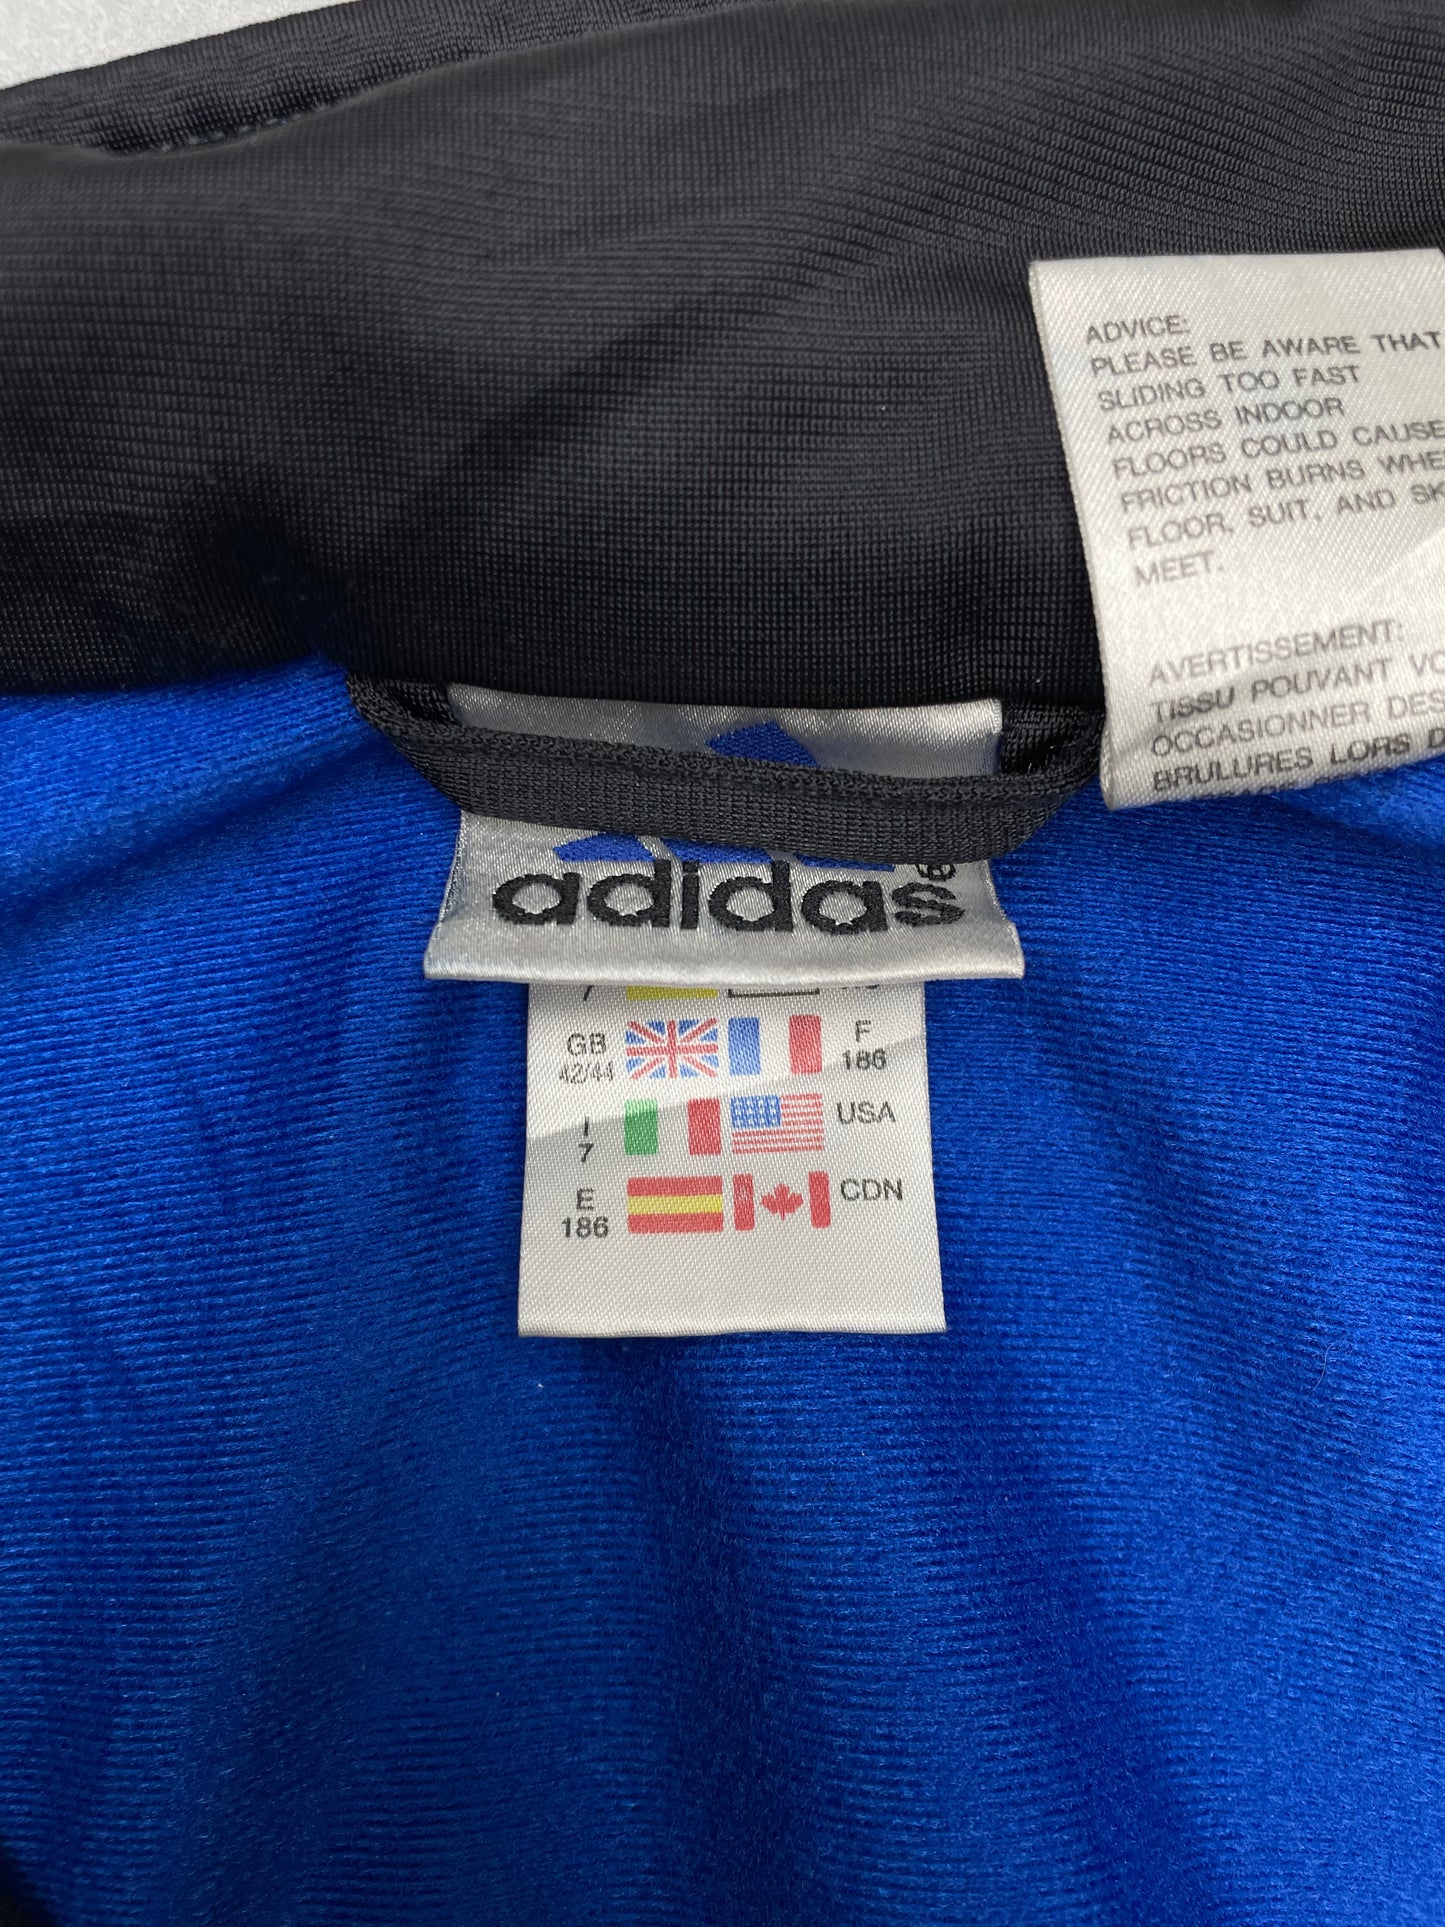 ADVICE:
PLEASE BE AWARE THAT
SLIDING TOO FAST
ACROSS INDOOR
FLOORS COULD CAUSE
FRICTION BURNS WHE
FLOOR, SUIT, AND SK
MEET.
AVERTISSEMENT:
TISSU POUVANT VO
OCCASIONNER DES
BRULURES LORS D
adidas®
GB F
42/44 186
I USA
7
E CDN
186